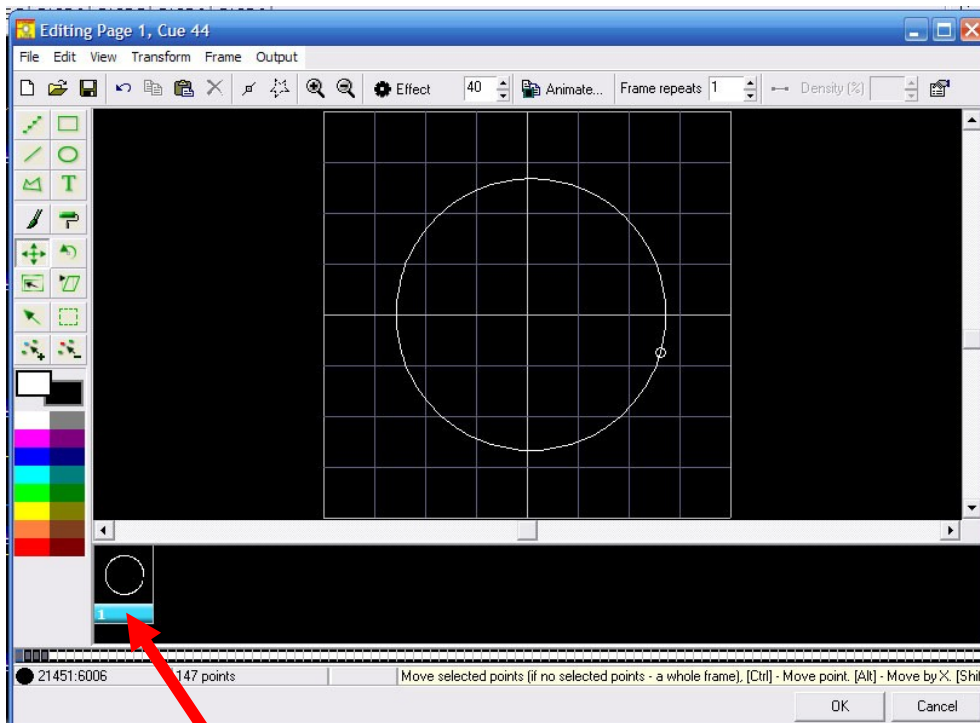 Editing Page 1, Cue 44
File Edit View Transform Frame Output
Effect 40 Animate... Frame repeats 1 Density (%)
T
1
21451:6006 147 points Move selected points (if no selected points - a whole frame), [Ctrl] - Move point. [Alt] - Move by X. [Shi
OK Cancel